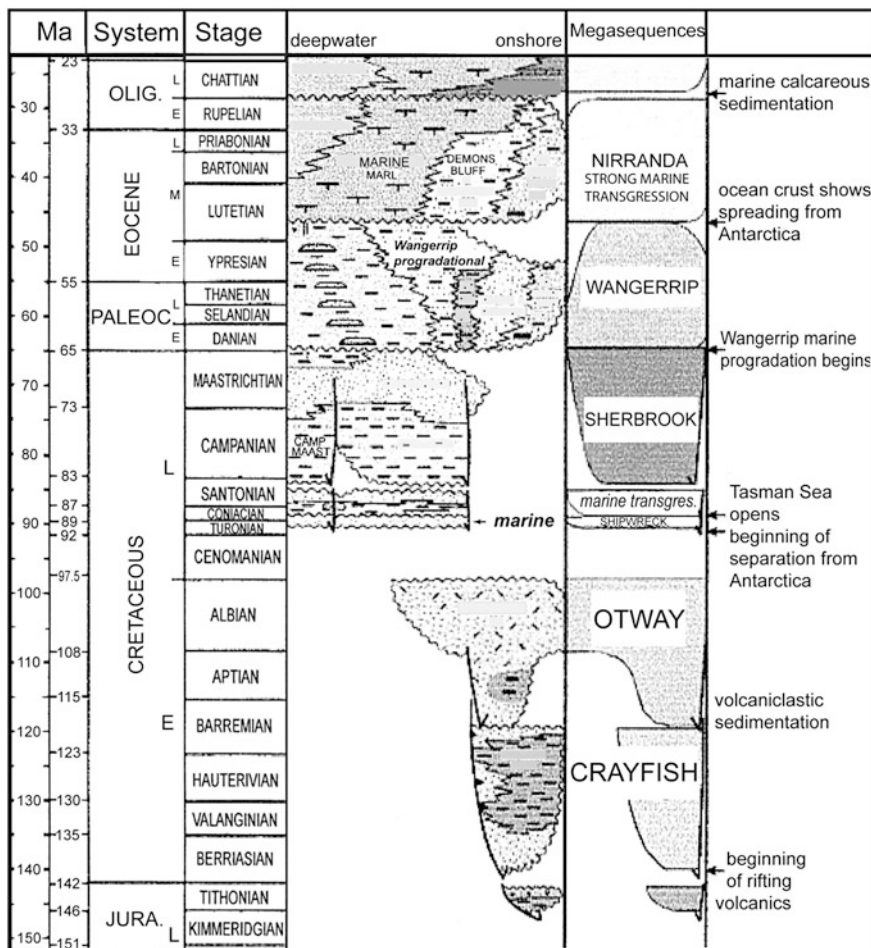 Ma System Stage deepwater onshore Megasequences
23
L CHATTIAN
OLIG.
30
E RUPELIAN
33
L PRIABONIAN
35
BARTONIAN
40
M
LUTETIAN
45
EOCENE
50
E YPRESIAN
55
THANETIAN
L
SELANDIAN
60
PALEOC.
E DANIAN
65
MAASTRICHTIAN
70
73
CAMPANIAN
80
L
83
SANTONIAN
87
CONIACIAN
89
90
TURONIAN
92
CENOMANIAN
97.5
100
ALBIAN
CRETACEOUS
108
110
APTIAN
115
E
BARREMIAN
120
123
HAUTERIVIAN
130
130
VALANGINIAN
135
135
BERRIASIAN
140
142
TITHONIAN
146
JURA.
L KIMMERIDGIAN
150
151
MARINE
MARL
DEMONS
BLUFF
Wangerrip
progradational
CAMP
MAAST
marine
NIRRANDA
STRONG MARINE
TRANSGRESSION
WANGERRIP
SHERBROOK
marine transgres.
SHIPWRECK
OTWAY
CRAYFISH
marine calcareous
sedimentation
ocean crust shows
spreading from
Antarctica
Wangerrip marine
progradation begins
Tasman Sea
opens
beginning of
separation from
Antarctica
volcaniclastic
sedimentation
beginning
of rifting
volcanics